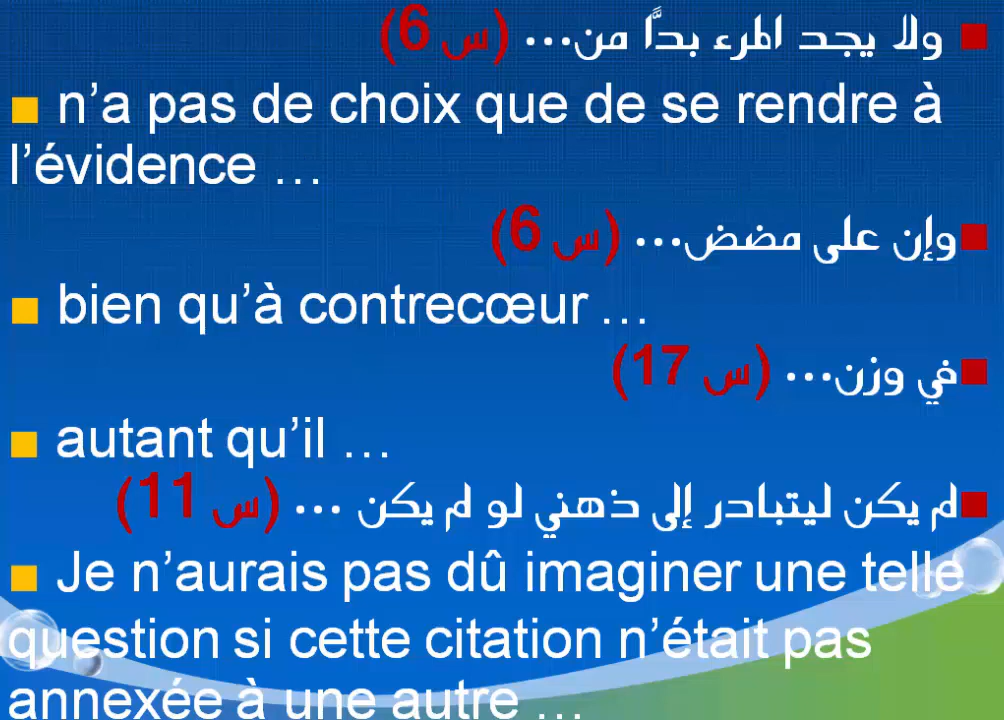 ولا يجد المرء بدًّا من... (س 6)
n’a pas de choix que de se rendre à
l’évidence …
وإن على مضض... (س 6)
bien qu’à contrecœur …
في وزن... (س 17)
autant qu’il …
لم يكن ليتبادر إلى ذهني لو لم يكن ... (س 11)
Je n’aurais pas dû imaginer une telle
question si cette citation n’était pas
annexée à une autre …